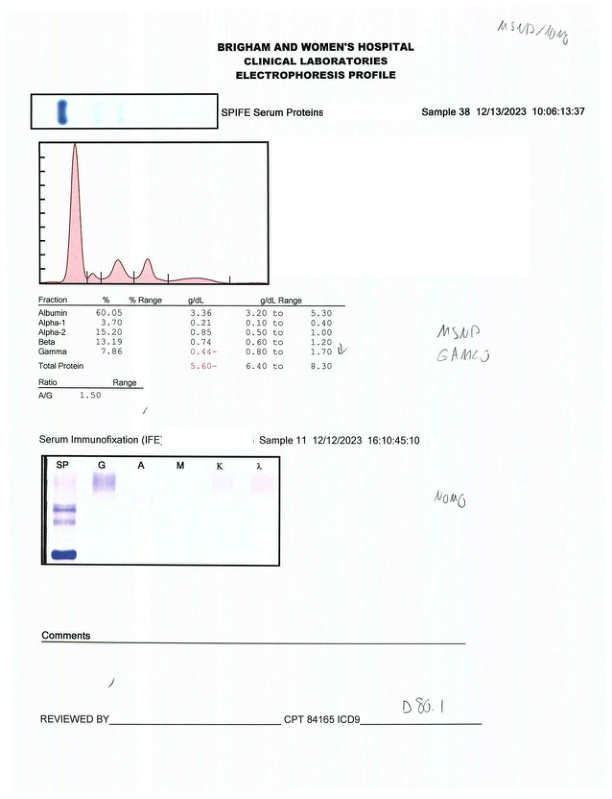 MSNP/NOMG
BRIGHAM AND WOMEN'S HOSPITAL
CLINICAL LABORATORIES
ELECTROPHORESIS PROFILE
SPIFE Serum Proteins Sample 38 12/13/2023 10:06:13:37
Fraction % % Range g/dL g/dL Range
Albumin 60.05 3.36 3.20 to 5.30
Alpha-1 3.70 0.21 0.10 to 0.40
Alpha-2 15.20 0.85 0.50 to 1.00
Beta 13.19 0.74 0.60 to 1.20
Gamma 7.86 0.44- 0.80 to 1.70
Total Protein 5.60- 6.40 to 8.30
MSNP
Ratio Range
A/G 1.50
Serum Immunofixation (IFE) Sample 11 12/12/2023 16:10:45:10
SP G A M K λ
NOMG
Comments
D80.1
REVIEWED BY CPT 84165 ICD9